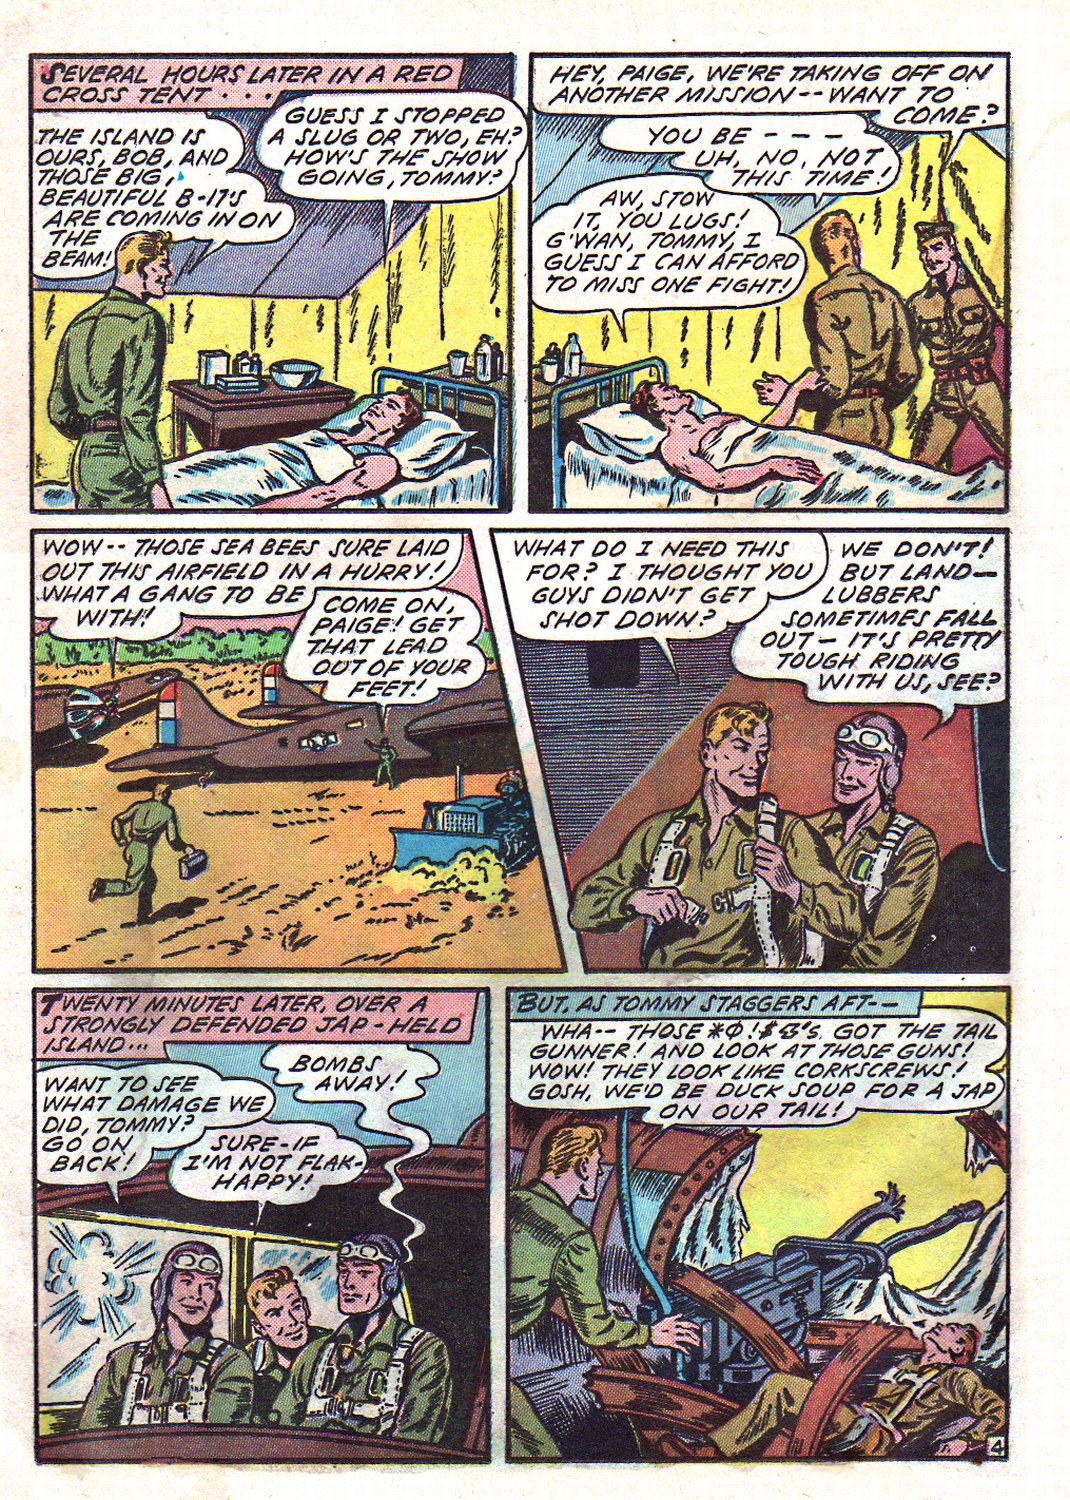 SEVERAL HOURS LATER IN A RED
CROSS TENT . . .
THE ISLAND IS
OURS, BOB, AND
THOSE BIG,
BEAUTIFUL B-17'S
ARE COMING IN ON
THE
BEAM!
GUESS I STOPPED
A SLUG OR TWO, EH?
HOW'S THE SHOW
GOING, TOMMY?
HEY, PAIGE, WE'RE TAKING OFF ON
ANOTHER MISSION-- WANT TO
COME?
YOU BE - - -
UH, NO, NOT
THIS TIME!
AW, STOW
IT, YOU LUGS!
G'WAN, TOMMY, I
GUESS I CAN AFFORD
TO MISS ONE FIGHT!
WOW-- THOSE SEA BEES SURE LAID
OUT THIS AIRFIELD IN A HURRY!
WHAT A GANG TO BE
WITH!
COME ON,
PAIGE! GET
THAT LEAD
OUT OF YOUR
FEET!
WHAT DO I NEED THIS
FOR? I THOUGHT YOU
GUYS DIDN'T GET
SHOT DOWN?
WE DON'T!
BUT LAND-
LUBBERS
SOMETIMES FALL
OUT- IT'S PRETTY
TOUGH RIDING
WITH US, SEE?
TWENTY MINUTES LATER, OVER A
STRONGLY DEFENDED JAP-HELD
ISLAND...
BOMBS
AWAY!
WANT TO SEE
WHAT DAMAGE WE
DID, TOMMY?
GO ON
BACK!
SURE-IF
I'M NOT FLAK-
HAPPY!
BUT, AS TOMMY STAGGERS AFT--
WHA-- THOSE *Φ!$&'S GOT THE TAIL
GUNNER! AND LOOK AT THOSE GUNS!
WOW! THEY LOOK LIKE CORKSCREWS!
GOSH, WE'D BE DUCK SOUP FOR A JAP
ON OUR TAIL!
4